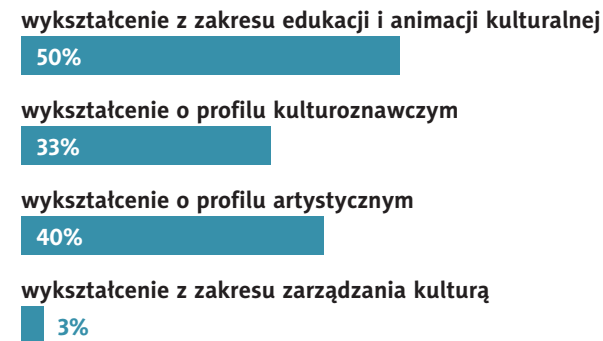 wykształcenie z zakresu edukacji i animacji kulturalnej
50%
wykształcenie o profilu kulturoznawczym
33%
wykształcenie o profilu artystycznym
40%
wykształcenie z zakresu zarządzania kulturą
3%